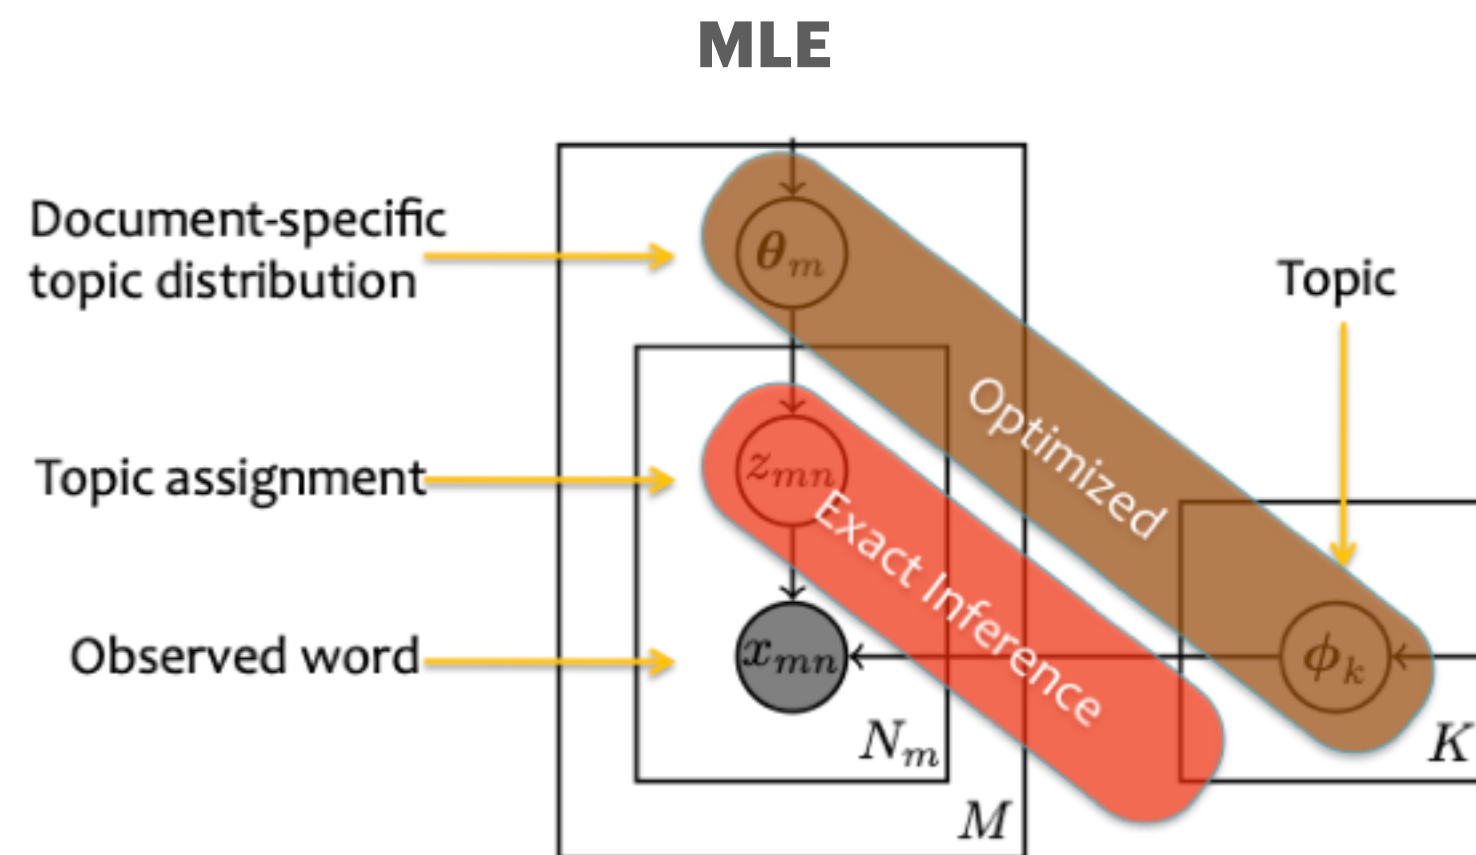 MLE
Document-specific
topic distribution
θₘ
Topic
Optimized
Topic assignment
zₘₙ
Exact Inference
Observed word
xₘₙ
ϕₖ
Nₘ
K
M